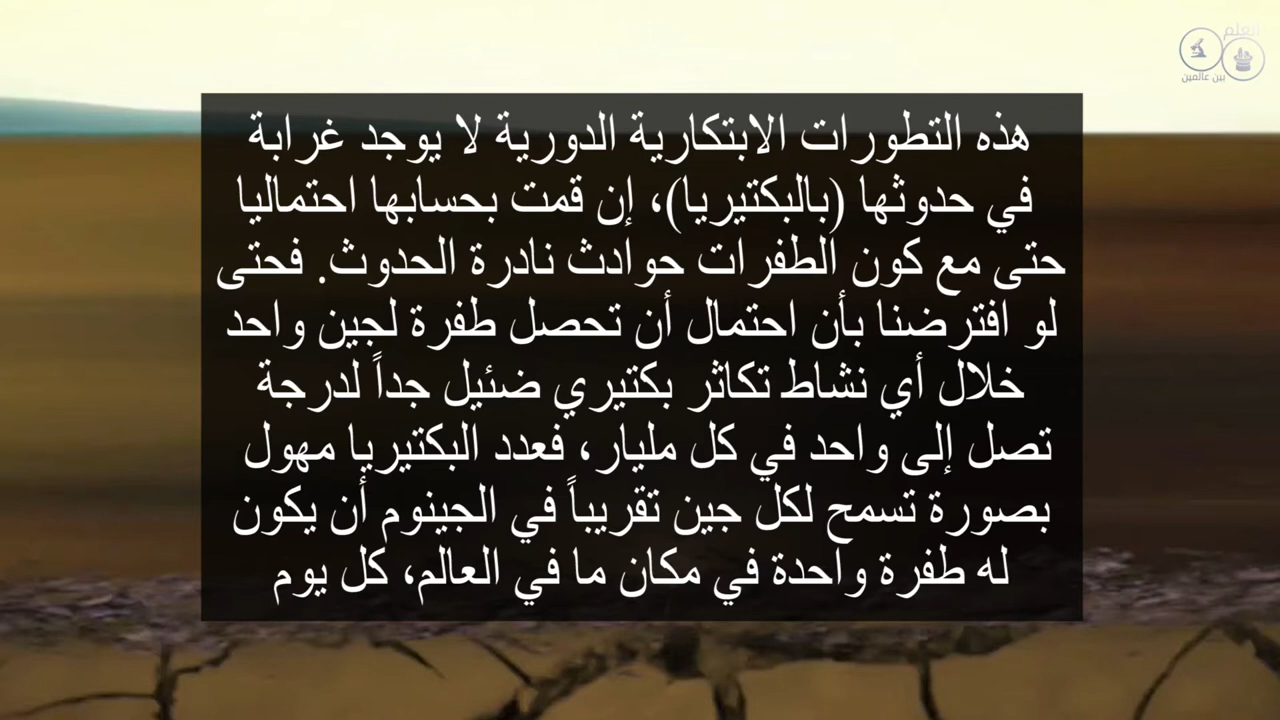 العلم
بين عالمين
هذه التطورات الابتكارية الدورية لا يوجد غرابة
في حدوثها (بالبكتيريا)، إن قمت بحسابها احتماليا
حتى مع كون الطفرات حوادث نادرة الحدوث. فحتى
لو افترضنا بأن احتمال أن تحصل طفرة لجين واحد
خلال أي نشاط تكاثر بكتيري ضئيل جداً لدرجة
تصل إلى واحد في كل مليار، فعدد البكتيريا مهول
بصورة تسمح لكل جين تقريباً في الجينوم أن يكون
له طفرة واحدة في مكان ما في العالم، كل يوم